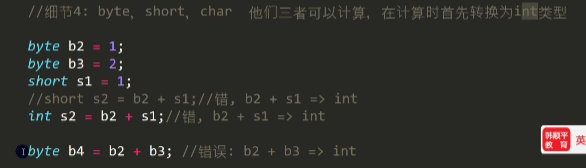 //细节4: byte, short, char  他们三者可以计算, 在计算时首先转换为int类型
byte b2 = 1;
byte b3 = 2;
short s1 = 1;
//short s2 = b2 + s1;//错, b2 + s1 => int
int s2 = b2 + s1;//错, b2 + s1 => int
byte b4 = b2 + b3; //错误: b2 + b3 => int
韩顺平
教育
英